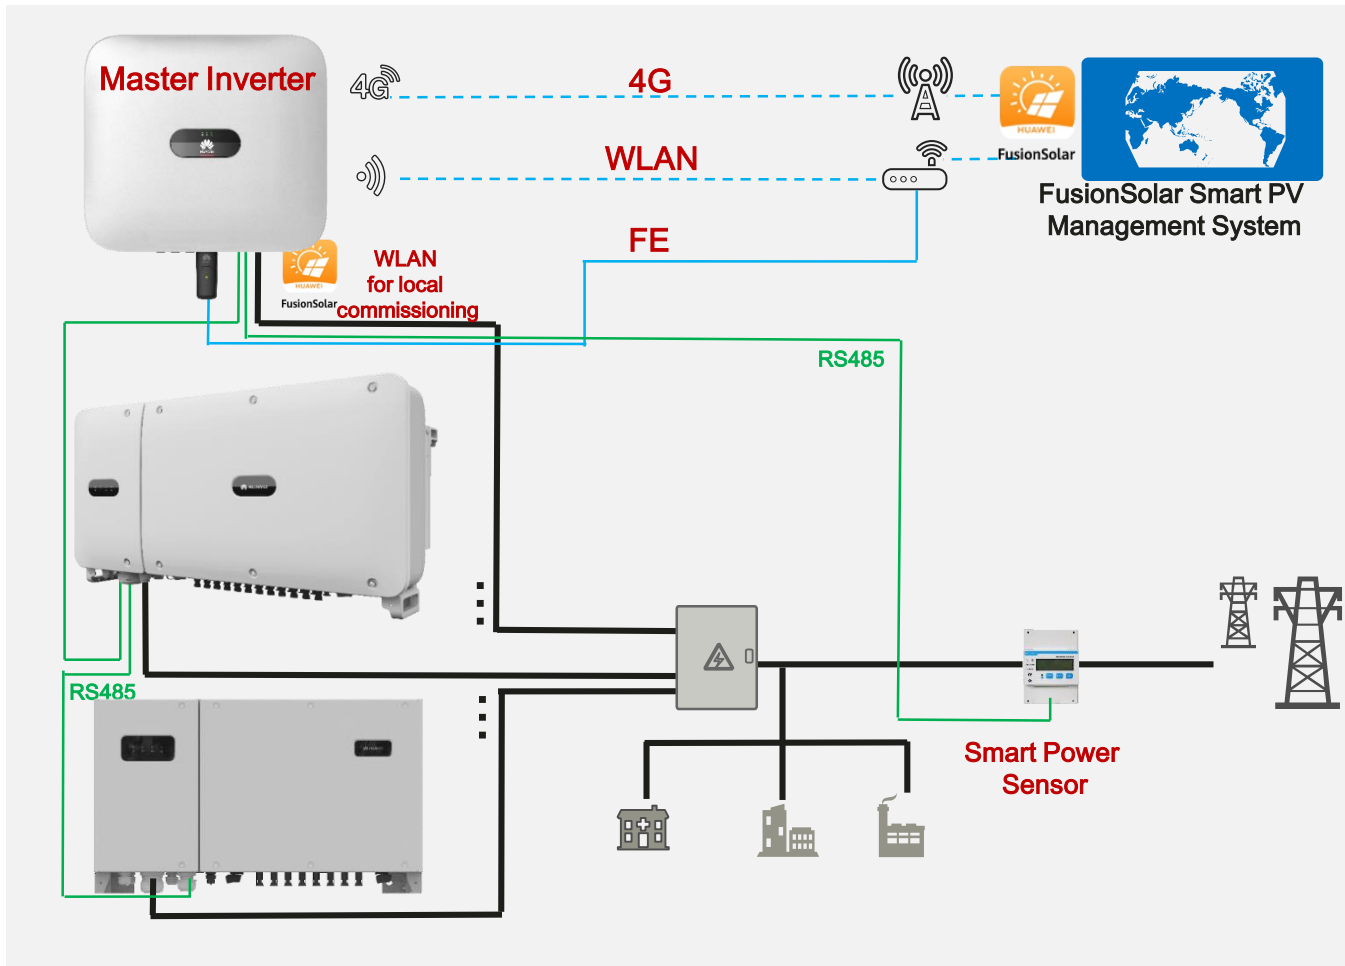 Master Inverter
4G
4G
HUAWEI
FusionSolar
WLAN
FusionSolar Smart PV
Management System
FE
HUAWEI
FusionSolar
WLAN
for local
commissioning
RS485
RS485
Smart Power
Sensor